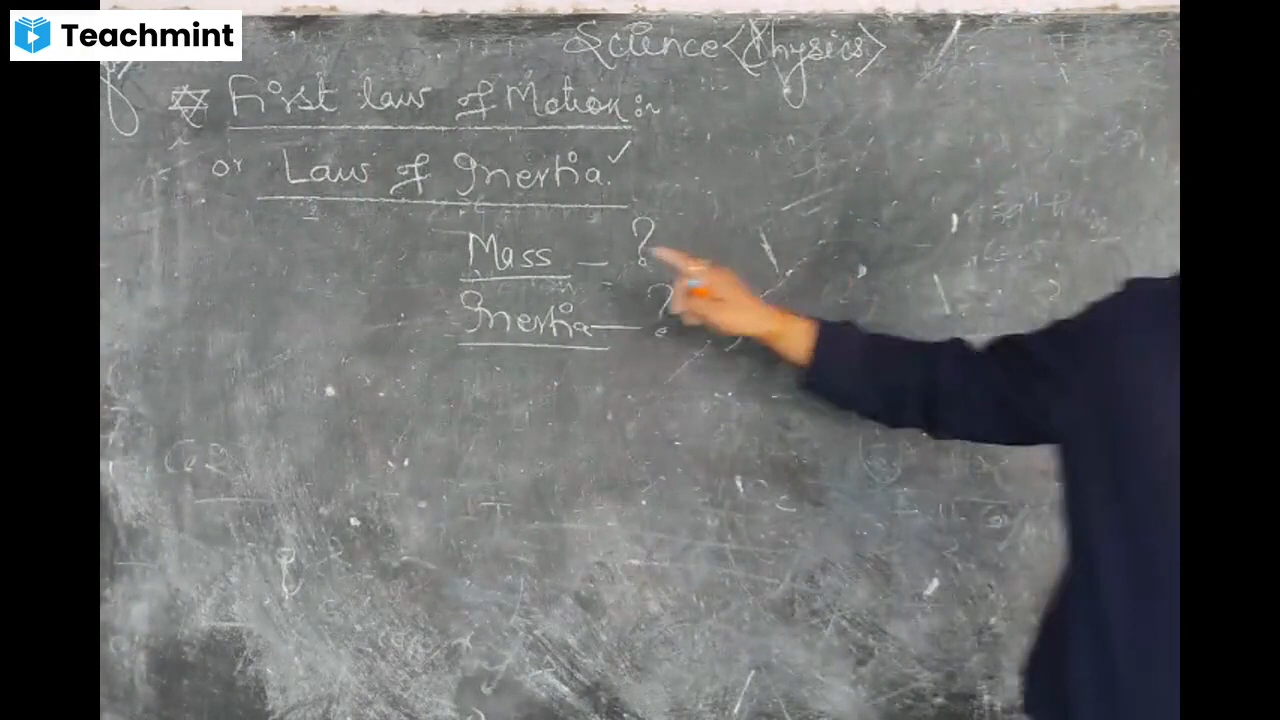 Teachmint
Science <Physics>
First law of Motion:~
or Law of Inertia.
Mass - ?
Inertia - ?